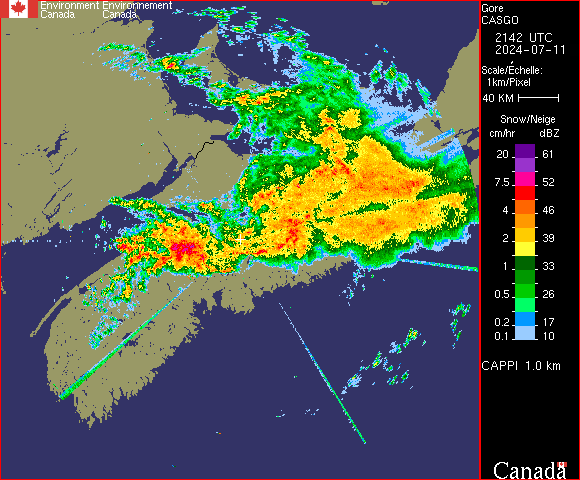 Environment Environnement
Canada Canada
Gore
CASGO
2142 UTC
2024-07-11
Scale/Échelle:
1km/Pixel
40 KM
Snow/Neige
cm/hr dBZ
20 61
7.5 52
4 46
2 39
1 33
0.5 26
0.2 17
0.1 10
CAPPI 1.0 km
Canada